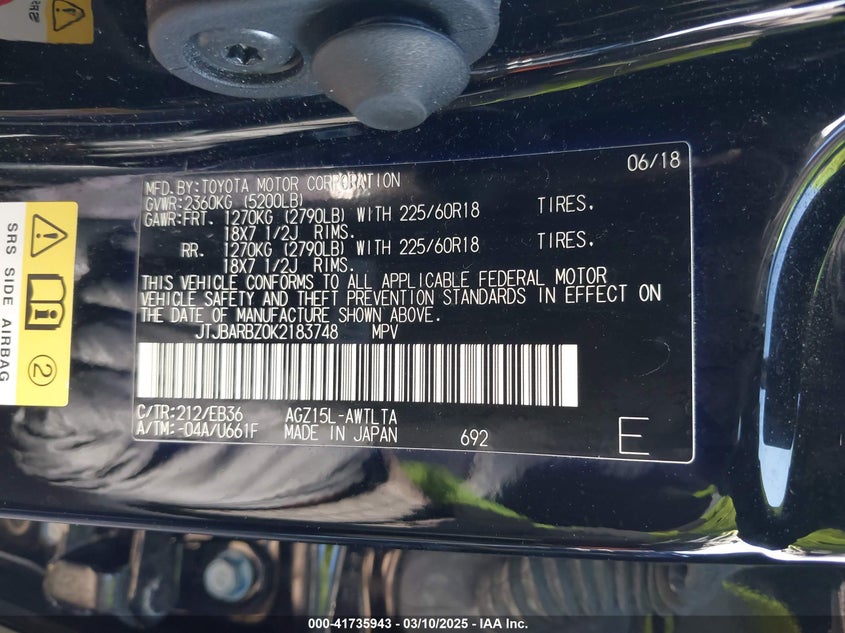 06/18
MFD.BY:TOYOTA MOTOR CORPORATION
GVWR:2360KG (5200LB)
GAWR:FRT. 1270KG (2790LB) WITH 225/60R18 TIRES.
18X7 1/2J RIMS.
RR. 1270KG (2790LB) WITH 225/60R18 TIRES.
18X7 1/2J RIMS.
THIS VEHICLE CONFORMS TO ALL APPLICABLE FEDERAL MOTOR
VEHICLE SAFETY AND THEFT PREVENTION STANDARDS IN EFFECT ON
THE DATE OF MANUFACTURE SHOWN ABOVE.
JTJBARBZ0K2183748 MPV
C/TR:212/EB36 AGZ15L-AWTLTA
A/TM:-04A/U661F MADE IN JAPAN 692 E
SRS SIDE AIRBAG
2
000-41735943 — 03/10/2025 — IAA Inc.